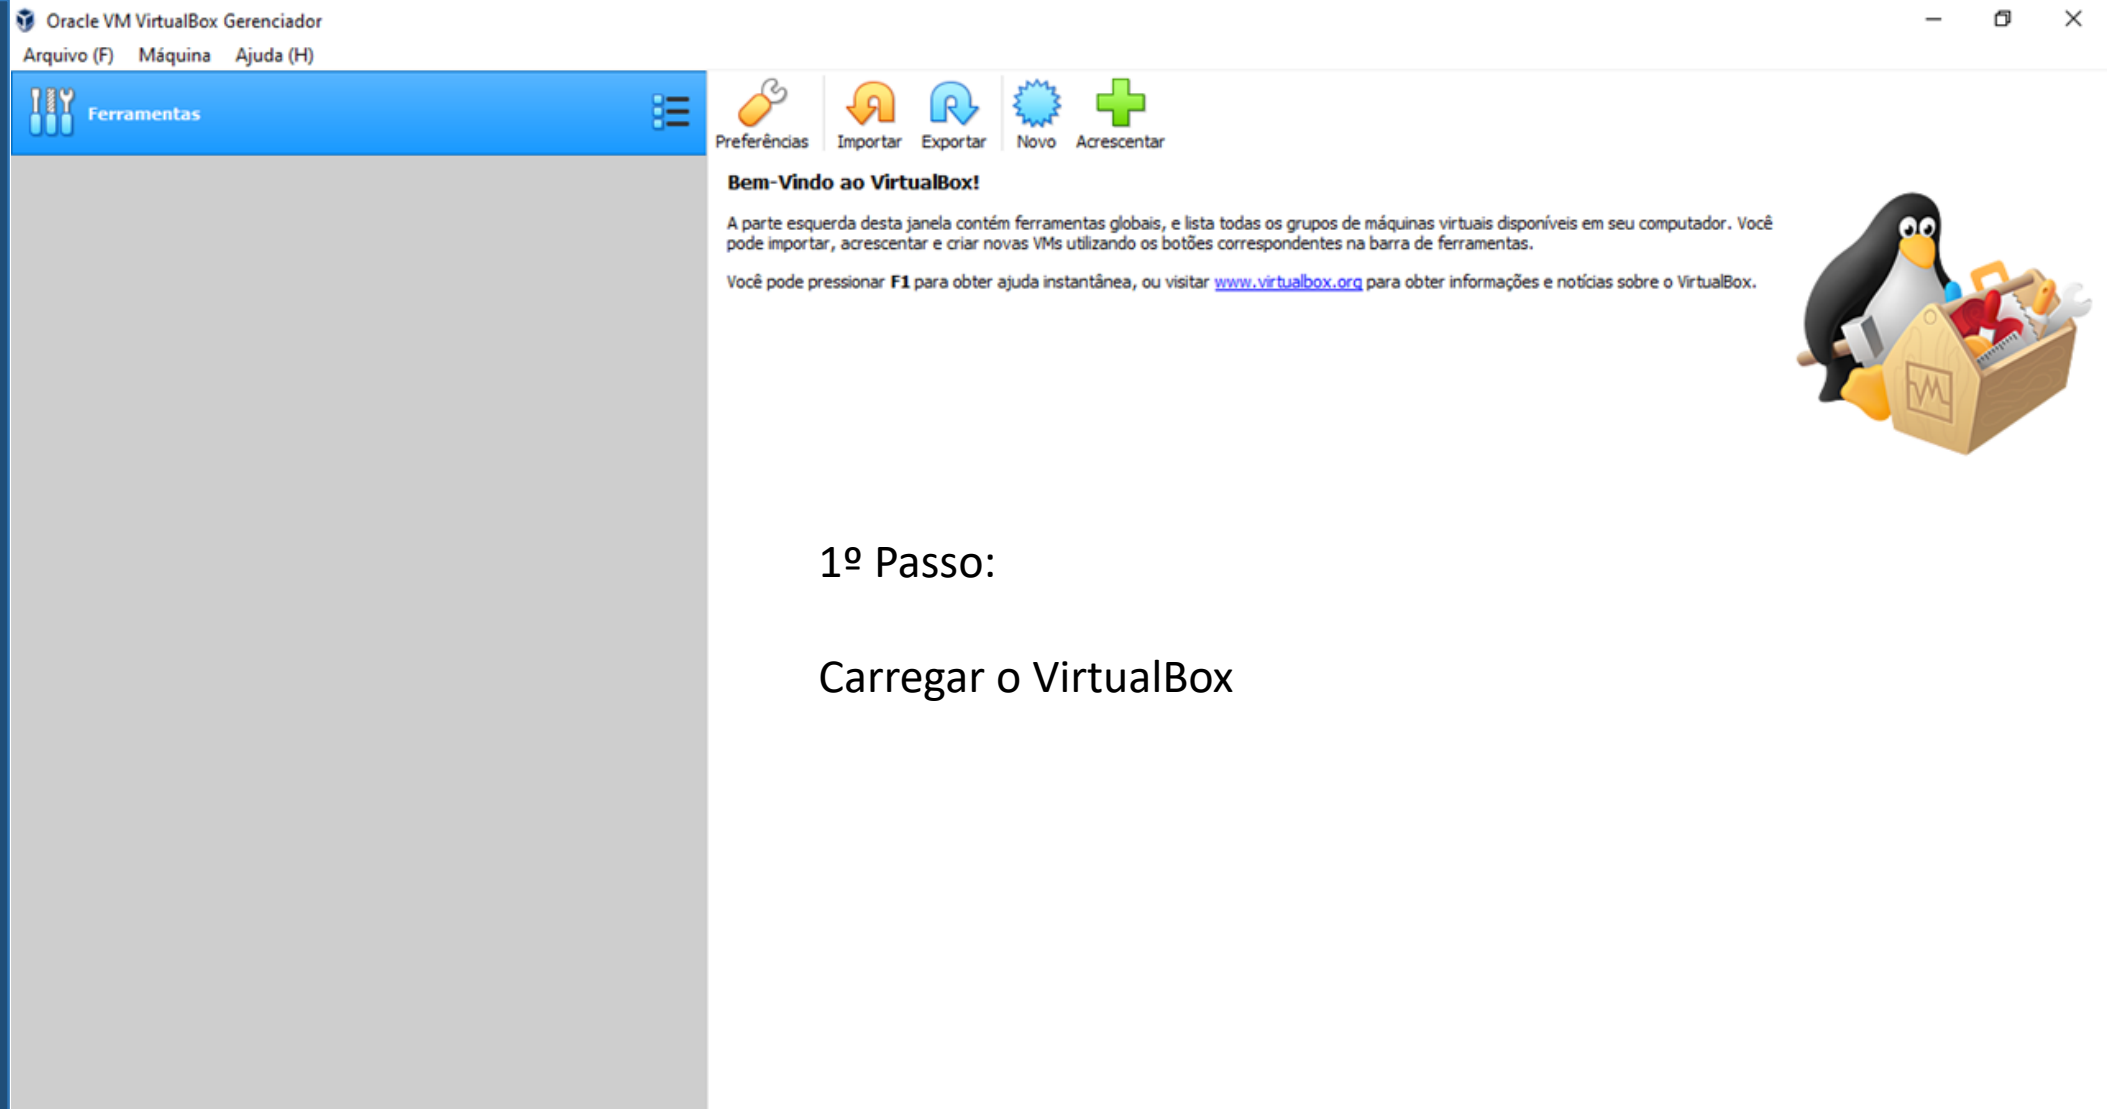 Oracle VM VirtualBox Gerenciador
Arquivo (F) Máquina Ajuda (H)
Ferramentas
Preferências Importar Exportar Novo Acrescentar
Bem-Vindo ao VirtualBox!
A parte esquerda desta janela contém ferramentas globais, e lista todas os grupos de máquinas virtuais disponíveis em seu computador. Você
pode importar, acrescentar e criar novas VMs utilizando os botões correspondentes na barra de ferramentas.
Você pode pressionar F1 para obter ajuda instantânea, ou visitar www.virtualbox.org para obter informações e notícias sobre o VirtualBox.
1º Passo:
Carregar o VirtualBox